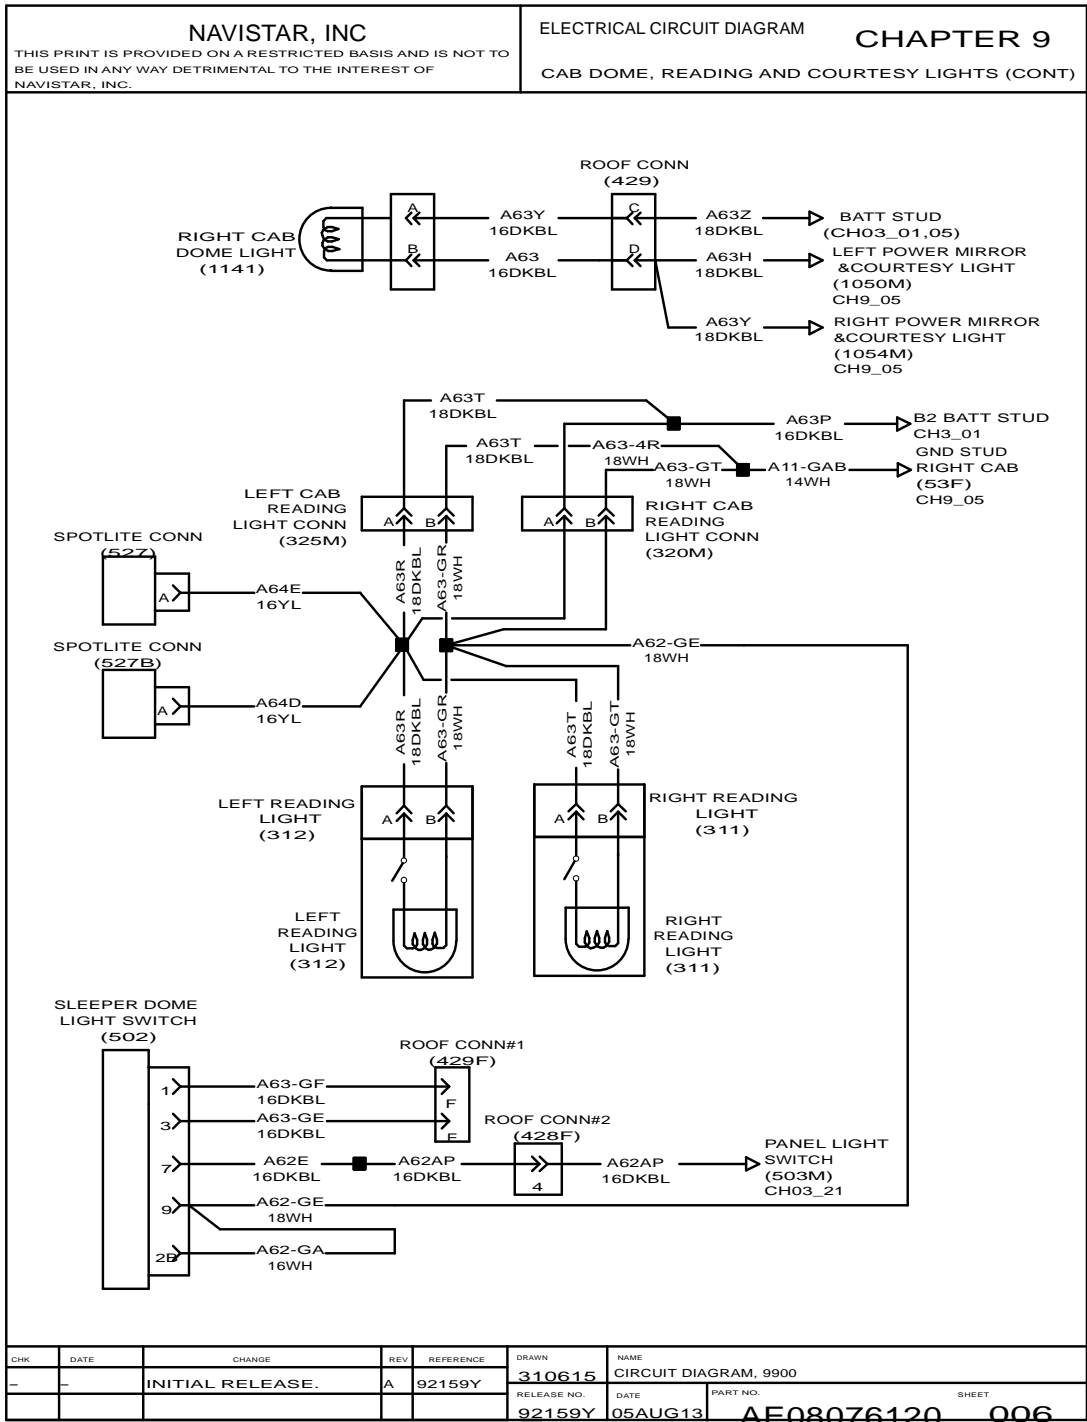 NAVISTAR, INC
THIS PRINT IS PROVIDED ON A RESTRICTED BASIS AND IS NOT TO
BE USED IN ANY WAY DETRIMENTAL TO THE INTEREST OF
NAVISTAR, INC.
ELECTRICAL CIRCUIT DIAGRAM
CHAPTER 9
CAB DOME, READING AND COURTESY LIGHTS (CONT)
ROOF CONN
(429)
RIGHT CAB
DOME LIGHT
(1141)
A
B
A63Y
16DKBL
A63
16DKBL
C
D
A63Z
18DKBL
A63H
18DKBL
A63Y
18DKBL
BATT STUD
(CH03_01,05)
LEFT POWER MIRROR
&COURTESY LIGHT
(1050M)
CH9_05
RIGHT POWER MIRROR
&COURTESY LIGHT
(1054M)
CH9_05
A63T
18DKBL
A63P
16DKBL
B2 BATT STUD
CH3_01
A63T
18DKBL
A63-4R
18WH
A63-GT
18WH
A11-GAB
14WH
GND STUD
RIGHT CAB
(53F)
CH9_05
LEFT CAB
READING
LIGHT CONN
(325M)
A
B
A
B
RIGHT CAB
READING
LIGHT CONN
(320M)
SPOTLITE CONN
(527)
A
A64E
16YL
A63R
18DKBL
A63-GR
18WH
SPOTLITE CONN
(527B)
A
A64D
16YL
A62-GE
18WH
A63R
18DKBL
A63-GR
18WH
A63T
18DKBL
A63-GT
18WH
LEFT READING
LIGHT
(312)
A
B
A
B
RIGHT READING
LIGHT
(311)
LEFT
READING
LIGHT
(312)
RIGHT
READING
LIGHT
(311)
SLEEPER DOME
LIGHT SWITCH
(502)
ROOF CONN#1
(429F)
1
A63-GF
16DKBL
F
3
A63-GE
16DKBL
E
ROOF CONN#2
(428F)
7
A62E
16DKBL
A62AP
16DKBL
4
A62AP
16DKBL
PANEL LIGHT
SWITCH
(503M)
CH03_21
9
A62-GE
18WH
2B
A62-GA
16WH
CHK DATE CHANGE REV REFERENCE
– – INITIAL RELEASE. A 92159Y
DRAWN
310615
NAME
CIRCUIT DIAGRAM, 9900
RELEASE NO.
92159Y
DATE
05AUG13
PART NO.
AF08076120
SHEET
006